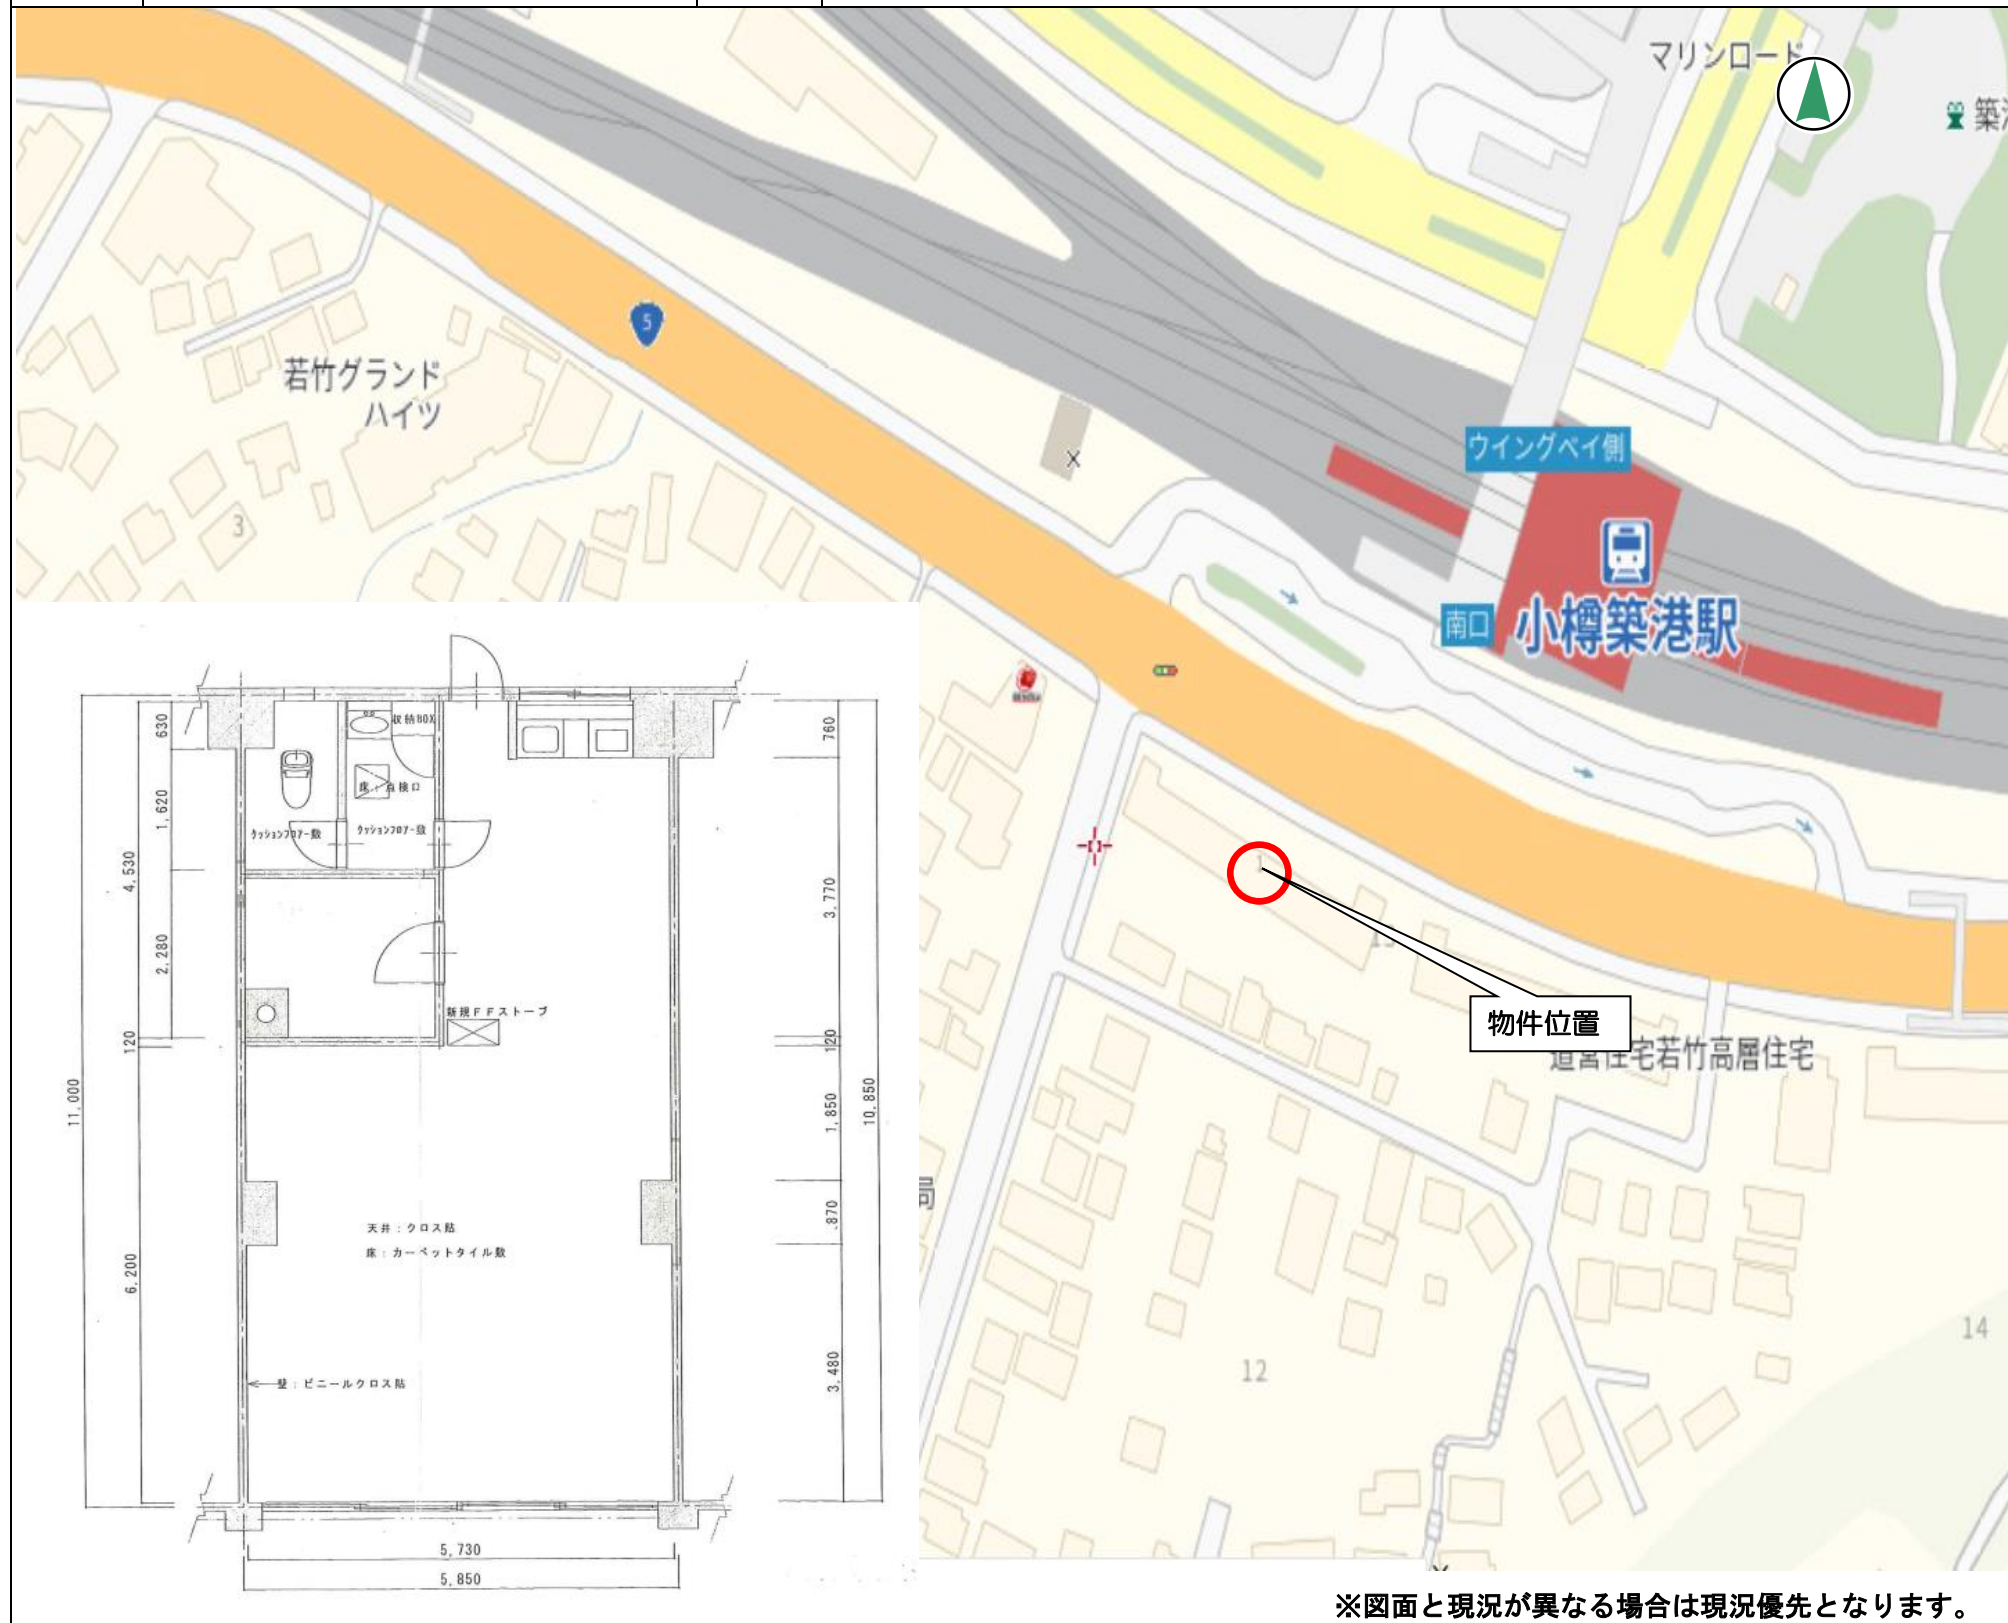 マリンロード
築港
5
若竹グランド
ハイツ
3
ウイングベイ側
南口
小樽築港駅
1
13
物件位置
道営住宅若竹高層住宅
局
12
14
収納BOX
床:点検口
クッションフロアー敷
クッションフロアー敷
新規FFストーブ
天井:クロス貼
床:カーペットタイル敷
壁:ビニールクロス貼
630
1,620
4,530
2,280
120
11,000
6,200
760
3,770
120
1,850
10,850
870
3,480
5,730
5,850
※図面と現況が異なる場合は現況優先となります。